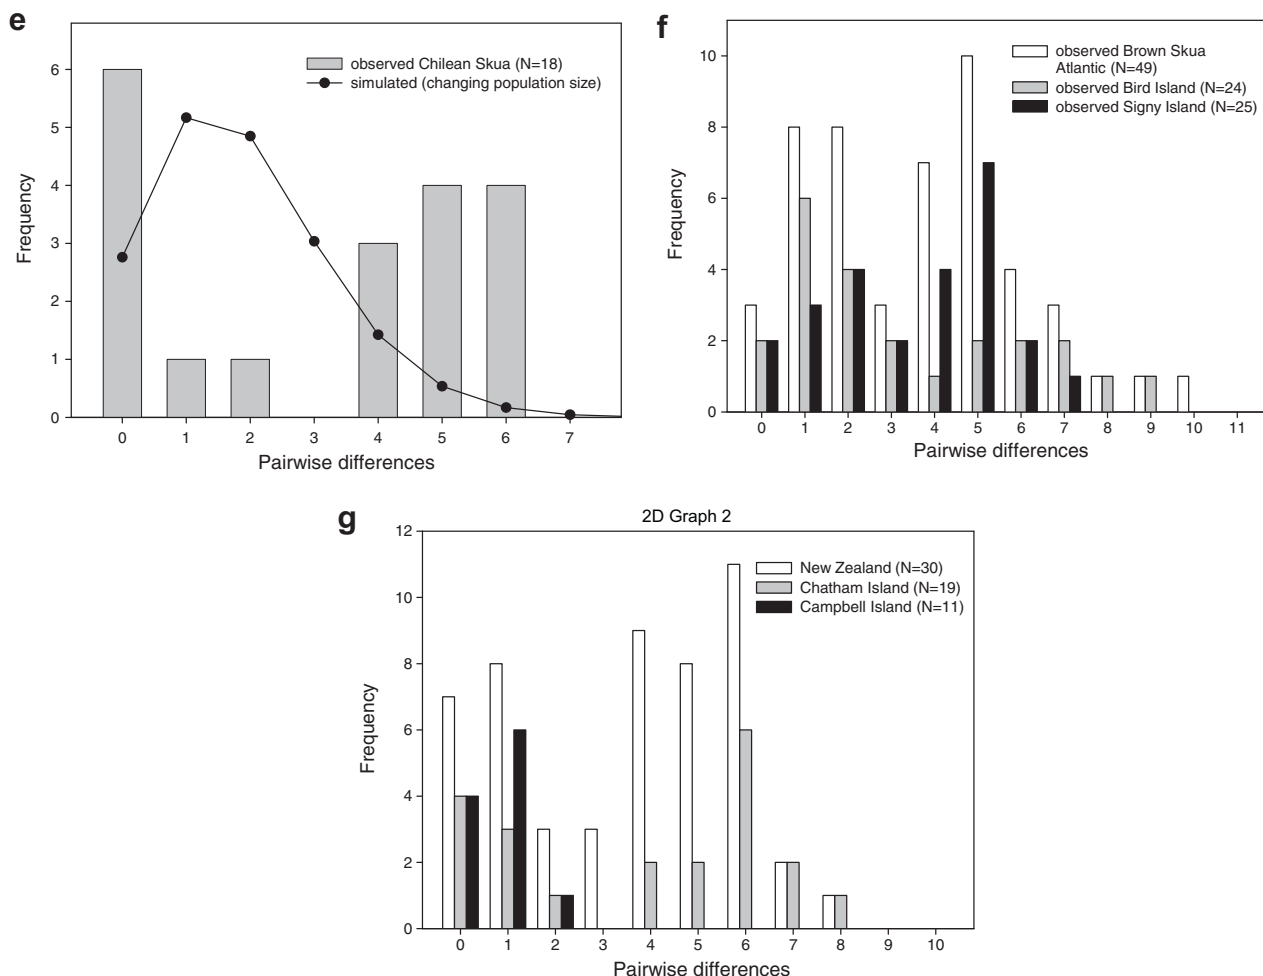 e
observed Chilean Skua (N=18)
simulated (changing population size)
6
5
4
3
2
1
0
Frequency
0 1 2 3 4 5 6 7
Pairwise differences
f
observed Brown Skua
Atlantic (N=49)
observed Bird Island (N=24)
observed Signy Island (N=25)
10
8
6
4
2
0
Frequency
0 1 2 3 4 5 6 7 8 9 10 11
Pairwise differences
g
2D Graph 2
New Zealand (N=30)
Chatham Island (N=19)
Campbell Island (N=11)
12
10
8
6
4
2
0
Frequency
0 1 2 3 4 5 6 7 8 9 10
Pairwise differences